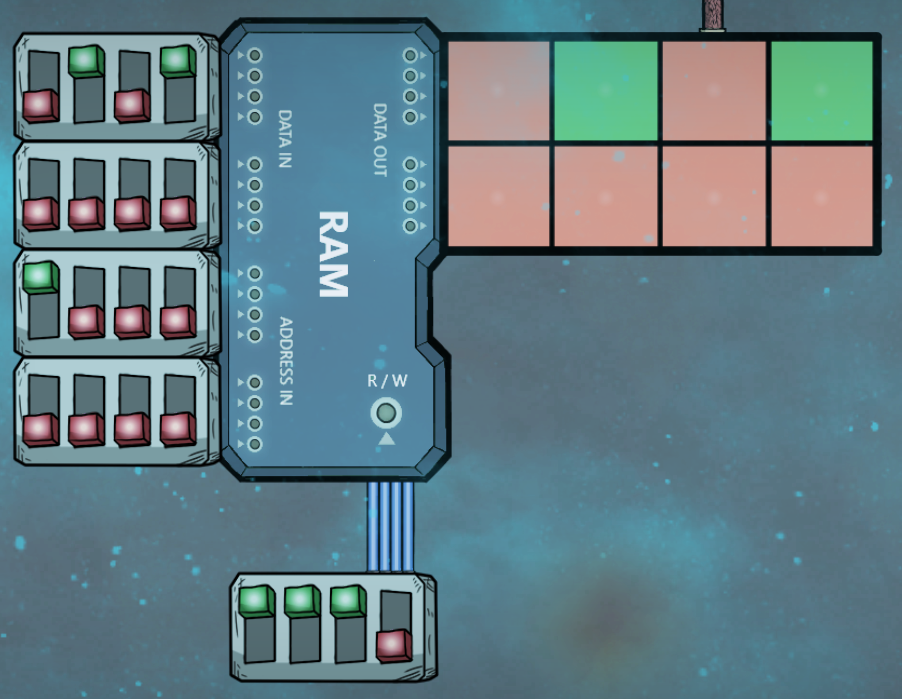 DATA IN
DATA OUT
RAM
ADDRESS IN
R/W